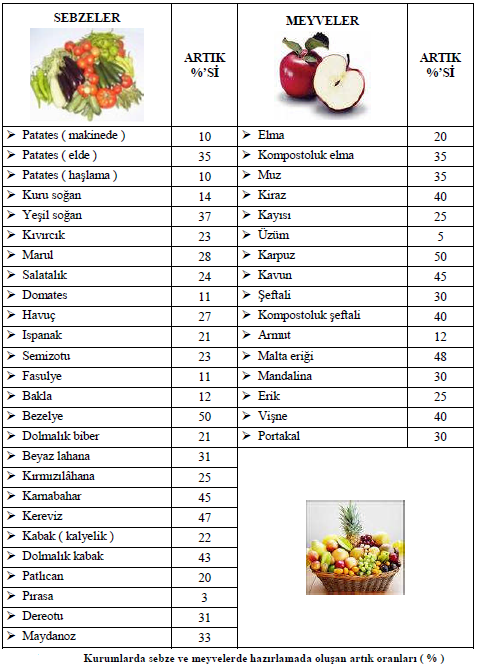 SEBZELER
ARTIK
%'Sİ
MEYVELER
ARTIK
%'Sİ
Patates ( makinede ) 10 Elma 20
Patates ( elde ) 35 Kompostoluk elma 35
Patates ( haşlama ) 10 Muz 35
Kuru soğan 14 Kiraz 40
Yeşil soğan 37 Kayısı 25
Kıvırcık 23 Üzüm 5
Marul 28 Karpuz 50
Salatalık 24 Kavun 45
Domates 11 Şeftali 30
Havuç 27 Kompostoluk şeftali 40
Ispanak 21 Armut 12
Semizotu 23 Malta eriği 48
Fasulye 11 Mandalina 30
Bakla 12 Erik 25
Bezelye 50 Vişne 40
Dolmalık biber 21 Portakal 30
Beyaz lahana 31
Kırmızılâhana 25
Karnabahar 45
Kereviz 47
Kabak ( kalyelik ) 22
Dolmalık kabak 43
Patlıcan 20
Pırasa 3
Dereotu 31
Maydanoz 33
Kurumlarda sebze ve meyvelerde hazırlamada oluşan artık oranları ( % )